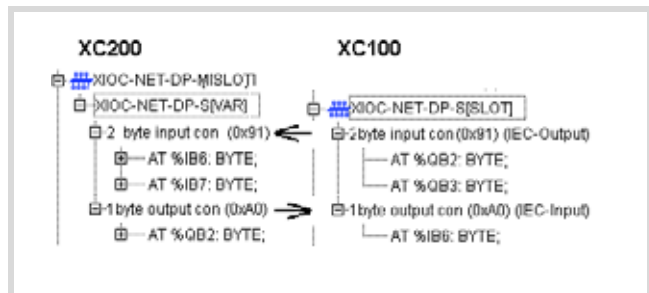 XC200
XIOC-NET-DP-M[SLOT]
XIOC-NET-DP-S[VAR]
2 byte input con (0x91)
AT %IB6: BYTE;
AT %IB7: BYTE;
1byte output con (0xA0)
AT %QB2: BYTE;
XC100
XIOC-NET-DP-S[SLOT]
2byte input con (0x91) (IEC-Output)
AT %QB2: BYTE;
AT %QB3: BYTE;
1byte output con (0xA0) (IEC-Input)
AT %IB6: BYTE;